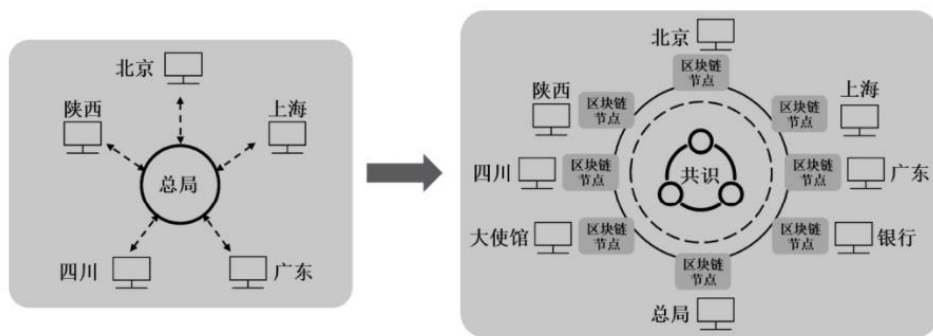 北京
陕西
上海
总局
四川
广东
北京
区块链
节点
陕西
区块链
节点
区块链
节点
上海
四川
区块链
节点
共识
区块链
节点
广东
大使馆
区块链
节点
区块链
节点
银行
区块链
节点
总局